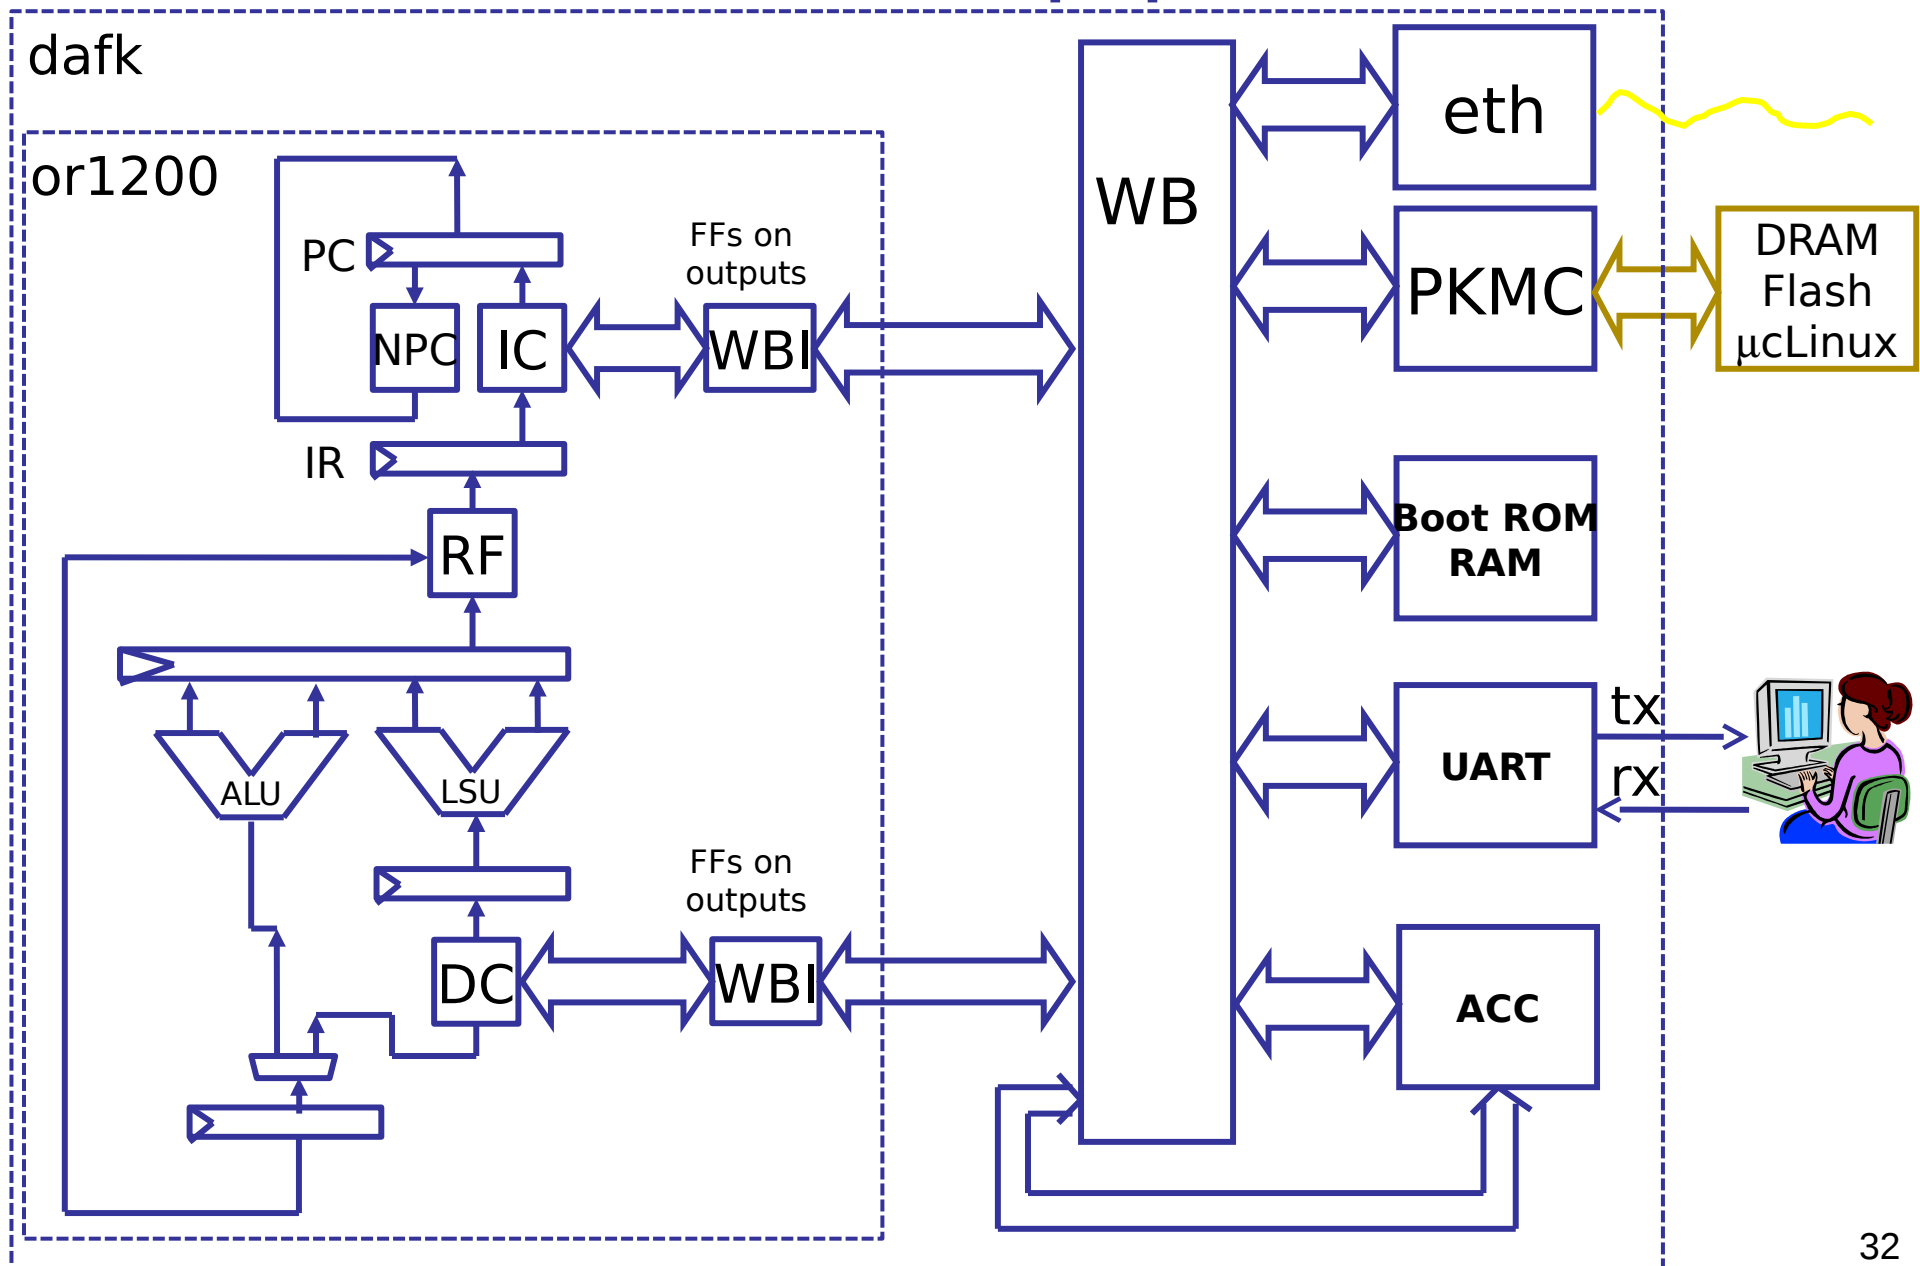 dafk
or1200
PC
NPC
IC
FFs on
outputs
WBI
IR
RF
ALU
LSU
FFs on
outputs
DC
WBI
WB
eth
PKMC
DRAM
Flash
µcLinux
Boot ROM
RAM
UART
tx
rx
ACC
32